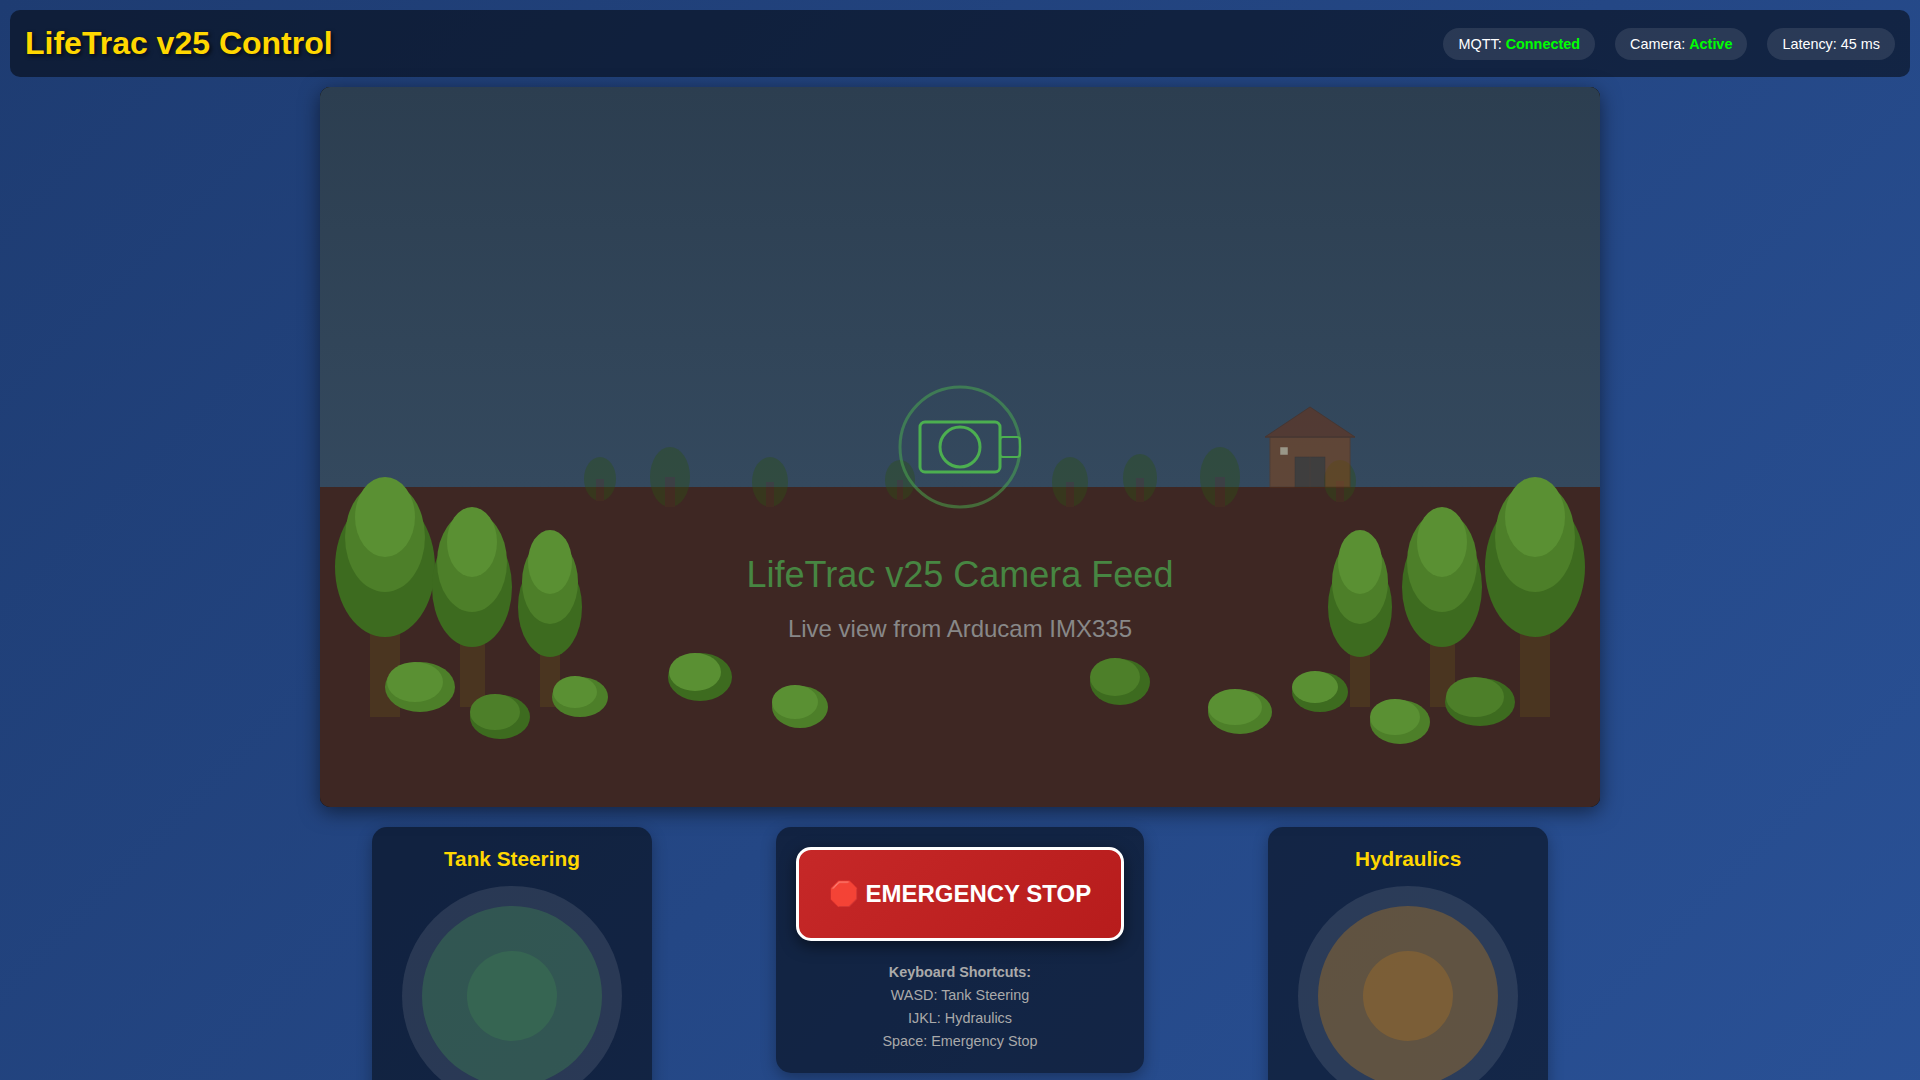 LifeTrac v25 Control
MQTT: Connected
Camera: Active
Latency: 45 ms
LifeTrac v25 Camera Feed
Live view from Arducam IMX335
Tank Steering
🛑 EMERGENCY STOP
Keyboard Shortcuts:
WASD: Tank Steering
IJKL: Hydraulics
Space: Emergency Stop
Hydraulics